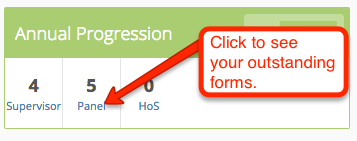 Annual Progression
Click to see
your outstanding
forms.
4 5 0
Supervisor Panel HoS